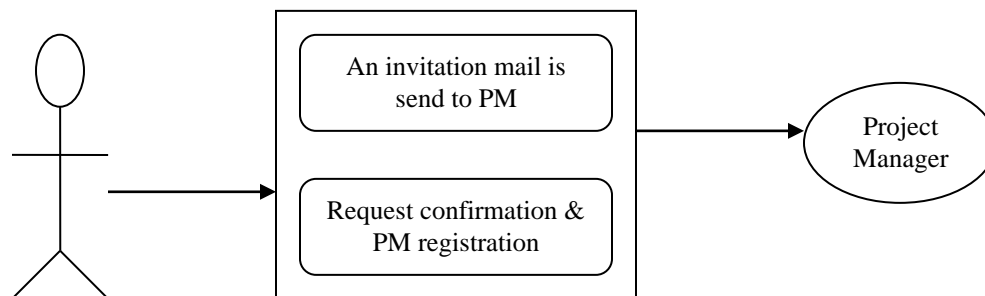 An invitation mail is
send to PM
Project
Manager
Request confirmation &
PM registration